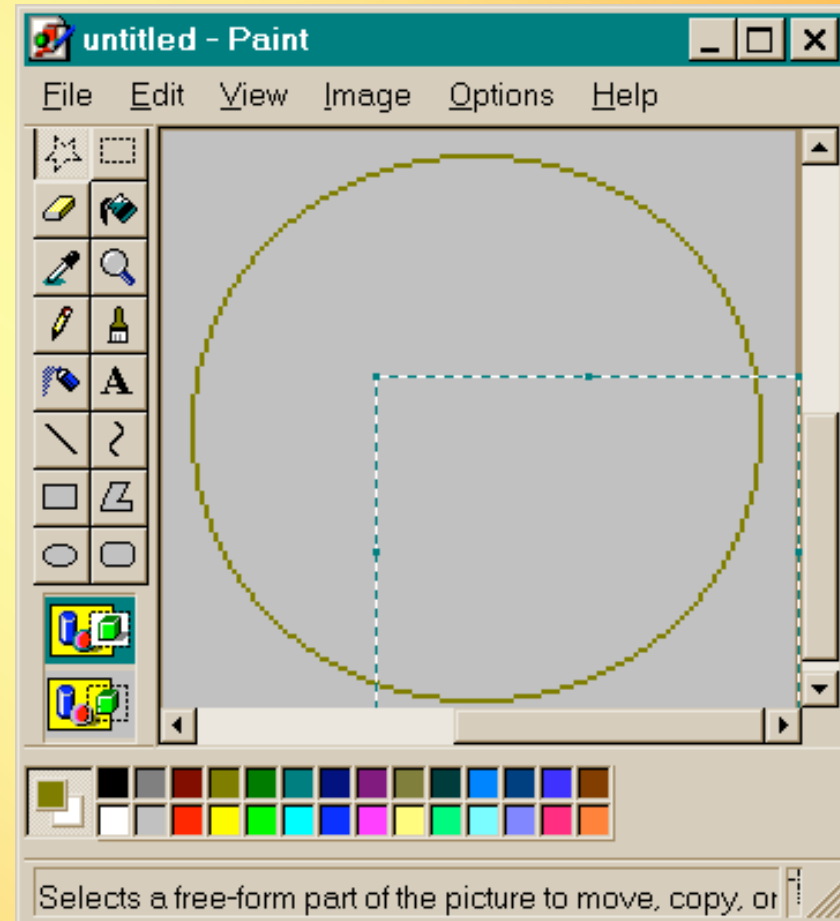 untitled - Paint
File Edit View Image Options Help
A
Selects a free-form part of the picture to move, copy, or